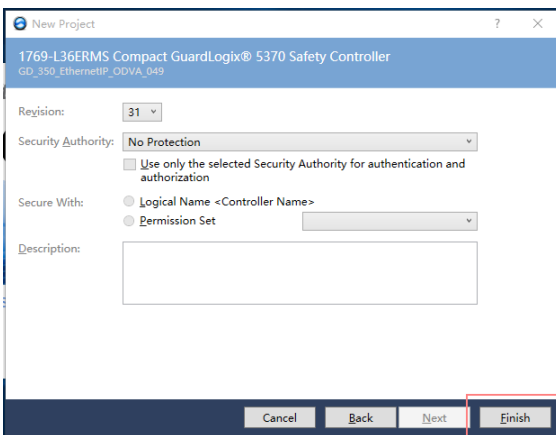 New Project
1769-L36ERMS Compact GuardLogix® 5370 Safety Controller
GD_350_EthernetIP_ODVA_049
Revision:
31
Security Authority:
No Protection
Use only the selected Security Authority for authentication and
authorization
Secure With:
Logical Name <Controller Name>
Permission Set
Description:
Cancel
Back
Next
Finish